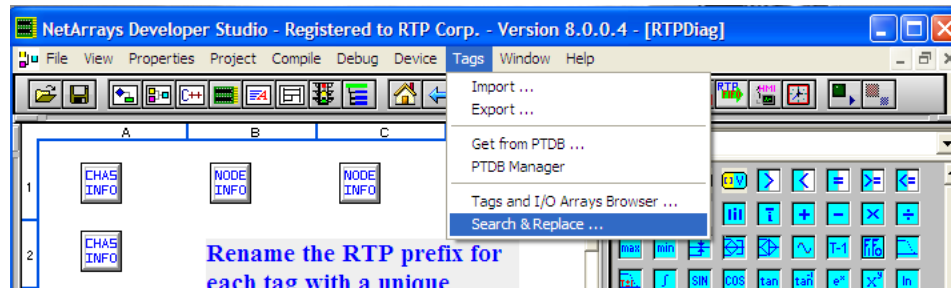 NetArrays Developer Studio - Registered to RTP Corp. - Version 8.0.0.4 - [RTPDiag]
File View Properties Project Compile Debug Device Tags Window Help
Import ...
Export ...
Get from PTDB ...
PTDB Manager
Tags and I/O Arrays Browser ...
Search & Replace ...
A B C
1
CHAS
INFO
NODE
INFO
NODE
INFO
2
CHAS
INFO
Rename the RTP prefix for
each tag with a unique
C++
RTP
HMI
> < = >= <=
+ - × ÷
max min T-1
∫ SIN COS tan eˣ ln